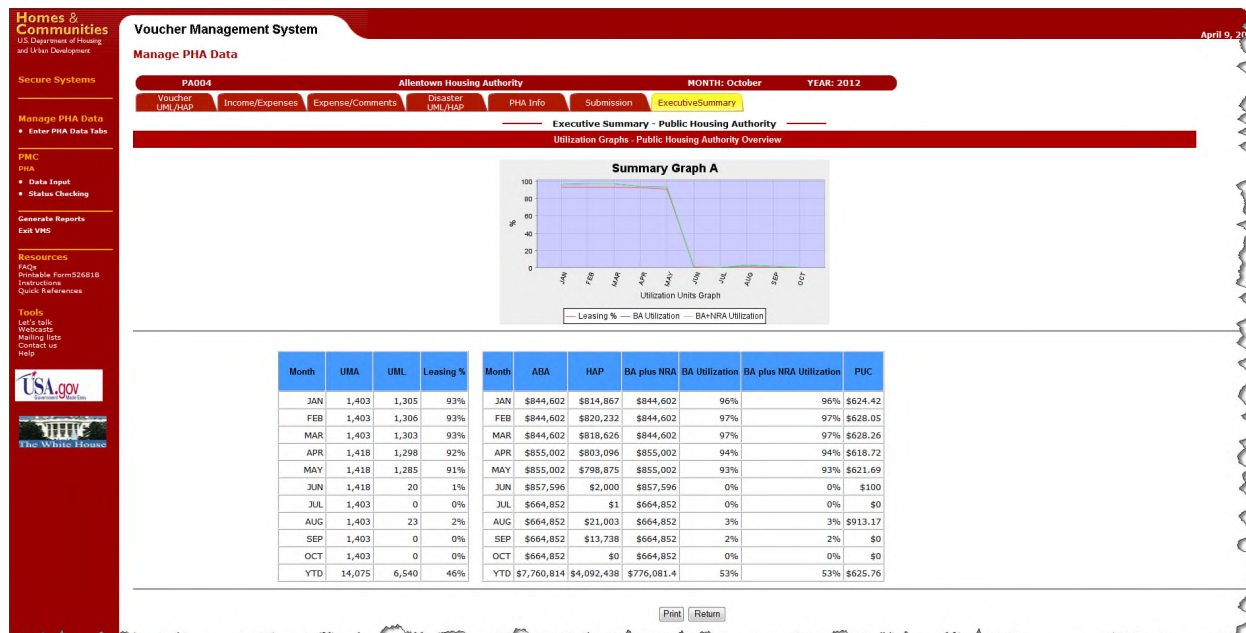 Homes &
Communities
U.S. Department of Housing
and Urban Development
Voucher Management System
April 9, 20
Manage PHA Data
Secure Systems
Manage PHA Data
• Enter PHA Data Tabs
PMC
PHA
• Data Input
• Status Checking
Generate Reports
Exit VMS
Resources
FAQs
Printable Form52681B
Instructions
Quick References
Tools
Let's talk
Webcasts
Mailing lists
Contact us
Help
USA.gov
Government Made Easy
The White House
PA004 Allentown Housing Authority MONTH: October YEAR: 2012
Voucher UML/HAP Income/Expenses Expense/Comments Disaster UML/HAP PHA Info Submission ExecutiveSummary
Executive Summary - Public Housing Authority
Utilization Graphs - Public Housing Authority Overview
Summary Graph A
%
100
80
60
40
20
0
JAN FEB MAR APR MAY JUN JUL AUG SEP OCT
Utilization Units Graph
Leasing % BA Utilization BA+NRA Utilization
Month UMA UML Leasing % Month ABA HAP BA plus NRA BA Utilization BA plus NRA Utilization PUC
JAN 1,403 1,305 93% JAN $844,602 $814,867 $844,602 96% 96% $624.42
FEB 1,403 1,306 93% FEB $844,602 $820,232 $844,602 97% 97% $628.05
MAR 1,403 1,303 93% MAR $844,602 $818,626 $844,602 97% 97% $628.26
APR 1,418 1,298 92% APR $855,002 $803,096 $855,002 94% 94% $618.72
MAY 1,418 1,285 91% MAY $855,002 $798,875 $855,002 93% 93% $621.69
JUN 1,418 20 1% JUN $857,596 $2,000 $857,596 0% 0% $100
JUL 1,403 0 0% JUL $664,852 $1 $664,852 0% 0% $0
AUG 1,403 23 2% AUG $664,852 $21,003 $664,852 3% 3% $913.17
SEP 1,403 0 0% SEP $664,852 $13,738 $664,852 2% 2% $0
OCT 1,403 0 0% OCT $664,852 $0 $664,852 0% 0% $0
YTD 14,075 6,540 46% YTD $7,760,814 $4,092,438 $776,081.4 53% 53% $625.76
Print Return